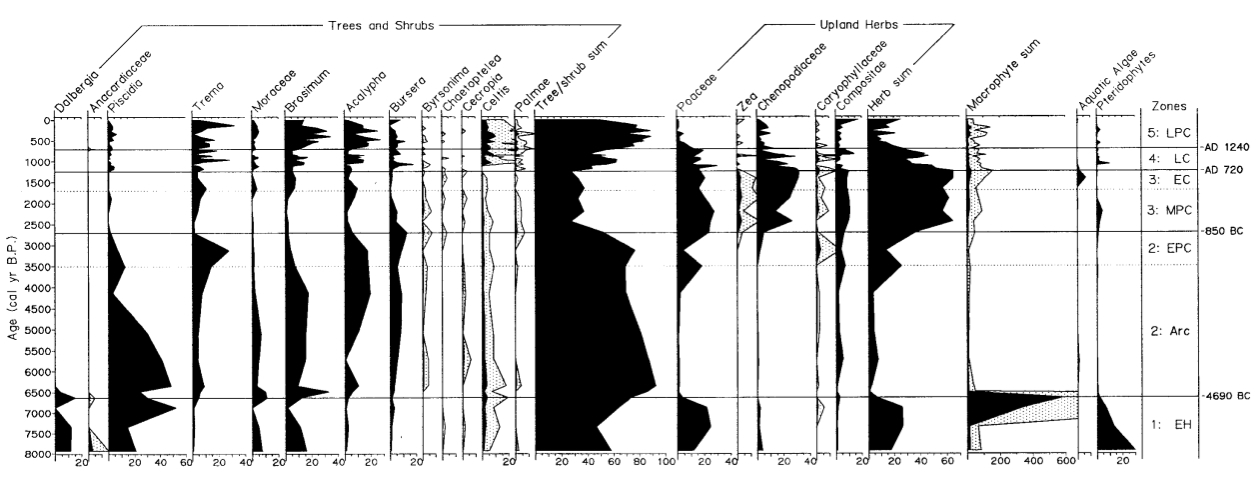 Trees and Shrubs
Upland Herbs
Dalbergia
Anacardiaceae
Piscidia
Trema
Moraceae
Brosimum
Acalypha
Bursera
Byrsonima
Chaetoptelea
Cecropia
Celtis
Palmae
Tree/shrub sum
Poaceae
Zea
Chenopodiaceae
Caryophyllaceae
Compositae
Herb sum
Macrophyte sum
Aquatic Algae
Pteridophytes
Zones
Age (cal yr B.P.)
0
500
1000
1500
2000
2500
3000
3500
4000
4500
5000
5500
6000
6500
7000
7500
8000
5: LPC
AD 1240
4: LC
AD 720
3: EC
3: MPC
850 BC
2: EPC
2: Arc
4690 BC
1: EH
20 20 40 60 20 40 20 20 40 20 20 20 20 40 60 80 100 20 40 20 40 20 20 40 60 200 400 600 20